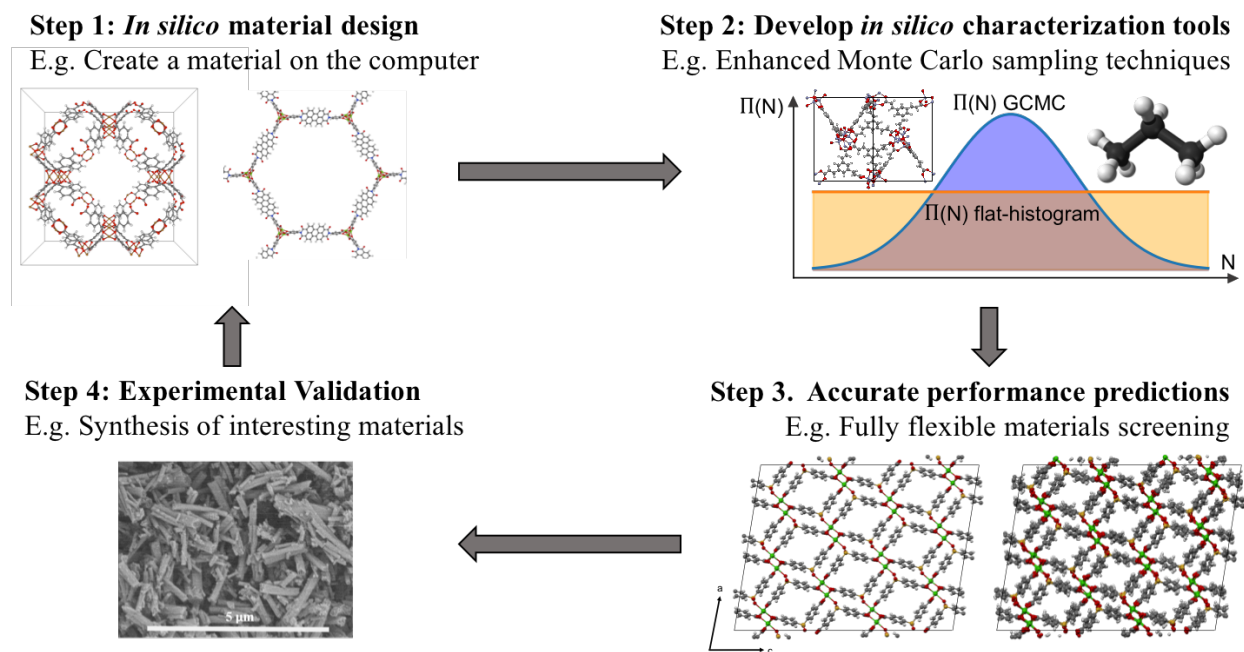 Step 1: In silico material design
E.g. Create a material on the computer
Step 2: Develop in silico characterization tools
E.g. Enhanced Monte Carlo sampling techniques
Π(N)
Π(N) GCMC
Π(N) flat-histogram
N
Step 4: Experimental Validation
E.g. Synthesis of interesting materials
5 μm
Step 3. Accurate performance predictions
E.g. Fully flexible materials screening
a
c